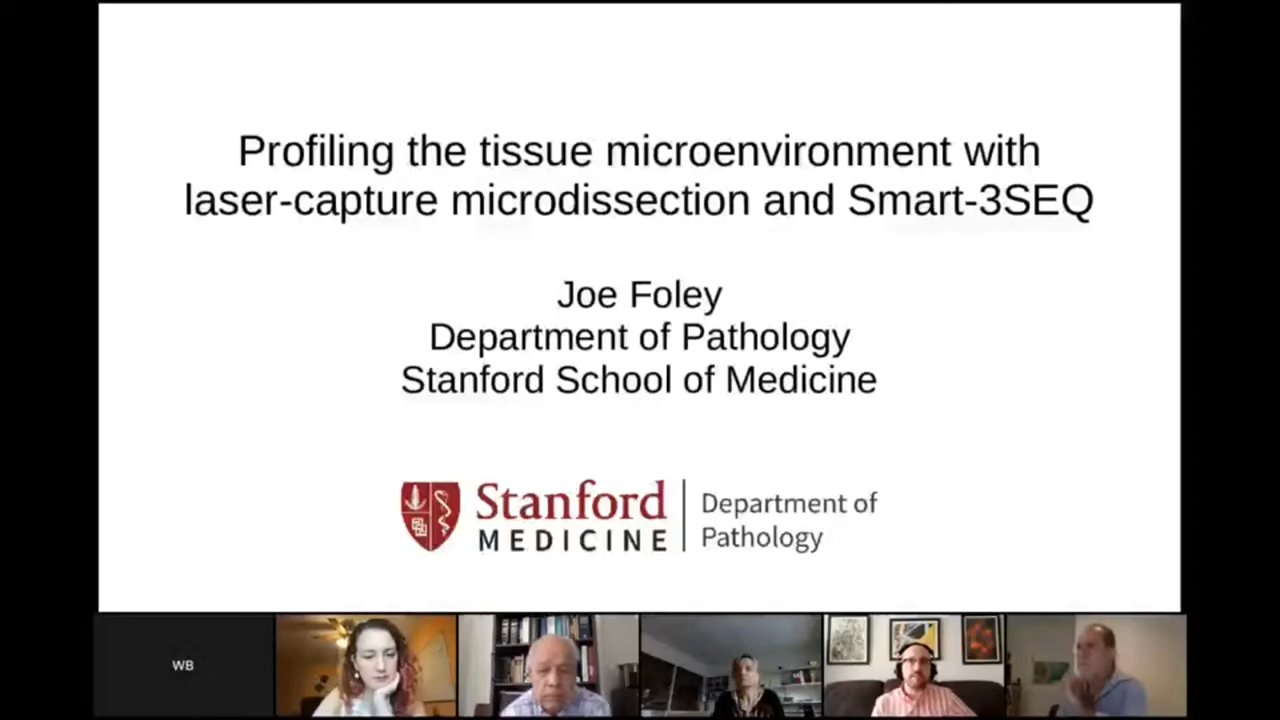 Profiling the tissue microenvironment with
laser-capture microdissection and Smart-3SEQ
Joe Foley
Department of Pathology
Stanford School of Medicine
Stanford
MEDICINE
Department of
Pathology
WB